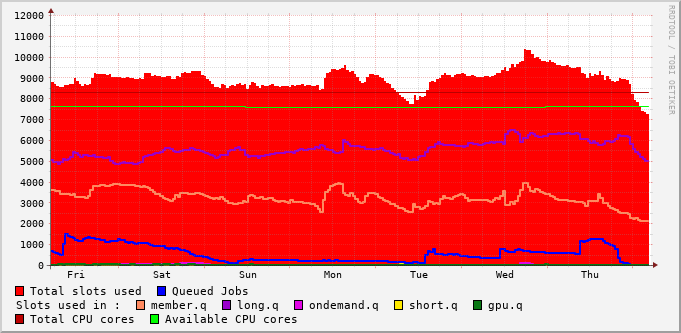 RRDTOOL / TOBI OETIKER
12000
11000
10000
9000
8000
7000
6000
5000
4000
3000
2000
1000
0
Fri Sat Sun Mon Tue Wed Thu
Total slots used Queued Jobs
Slots used in : member.q long.q ondemand.q short.q gpu.q
Total CPU cores Available CPU cores